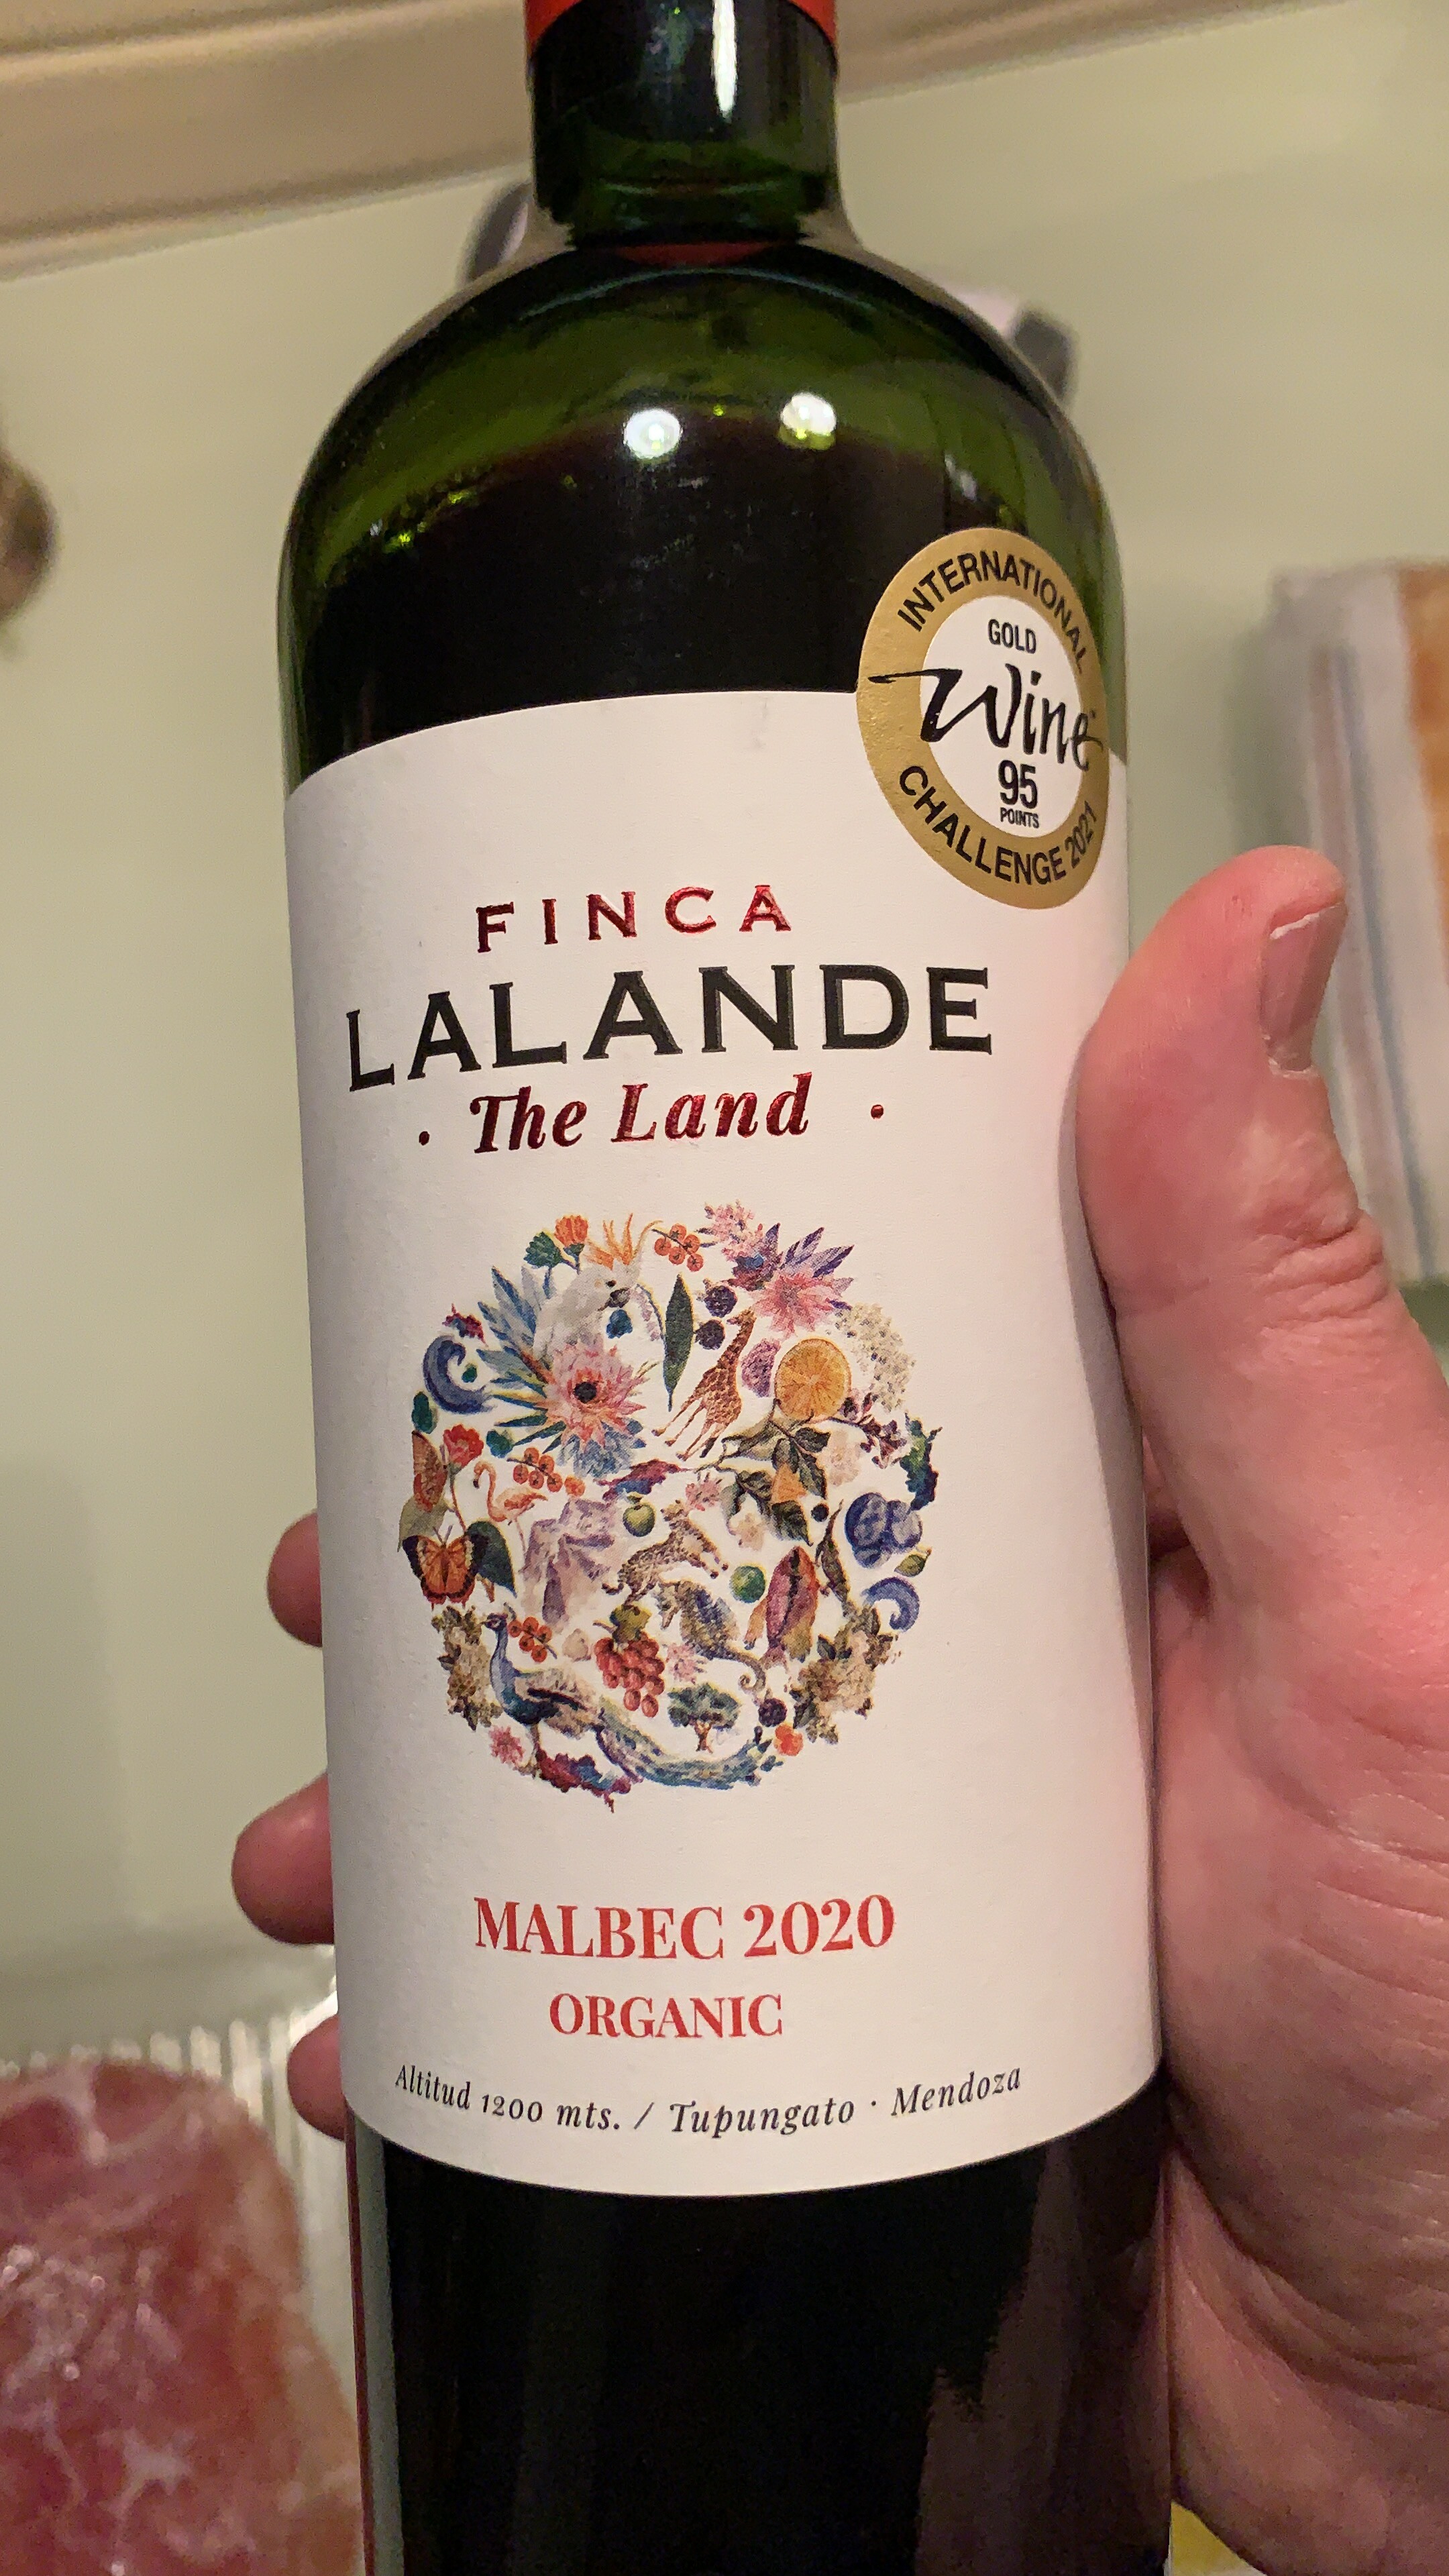 INTERNATIONAL
GOLD
Wine
95
POINTS
CHALLENGE 2021
FINCA
LALANDE
• The Land •
MALBEC 2020
ORGANIC
Altitud 1200 mts. / Tupungato · Mendoza